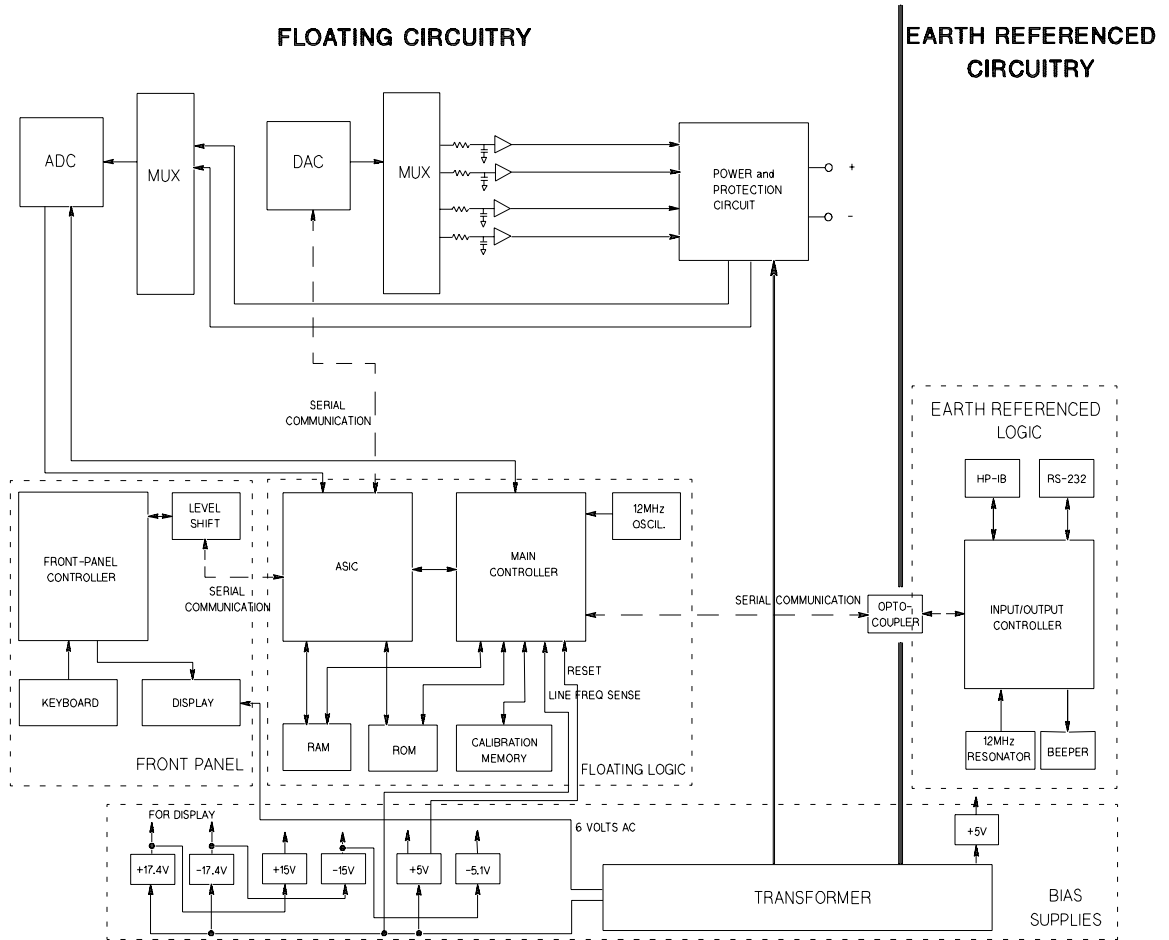 FLOATING CIRCUITRY
EARTH REFERENCED
CIRCUITRY
ADC
MUX
DAC
MUX
POWER and
PROTECTION
CIRCUIT
+
-
SERIAL
COMMUNICATION
EARTH REFERENCED
LOGIC
HP-IB
RS-232
LEVEL
SHIFT
12MHz
OSCIL.
FRONT-PANEL
CONTROLLER
ASIC
MAIN
CONTROLLER
SERIAL
COMMUNICATION
SERIAL COMMUNICATION
OPTO-
COUPLER
INPUT/OUTPUT
CONTROLLER
RESET
LINE FREQ SENSE
KEYBOARD
DISPLAY
RAM
ROM
CALIBRATION
MEMORY
12MHz
RESONATOR
BEEPER
FRONT PANEL
FLOATING LOGIC
FOR DISPLAY
6 VOLTS AC
+5V
+17.4V
-17.4V
+15V
-15V
+5V
-5.1V
TRANSFORMER
BIAS
SUPPLIES